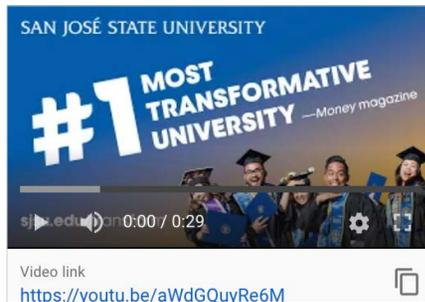 SAN JOSÉ STATE UNIVERSITY
#1 MOST
TRANSFORMATIVE
UNIVERSITY —Money magazine
0:00 / 0:29
Video link
https://youtu.be/aWdGQuyRe6M